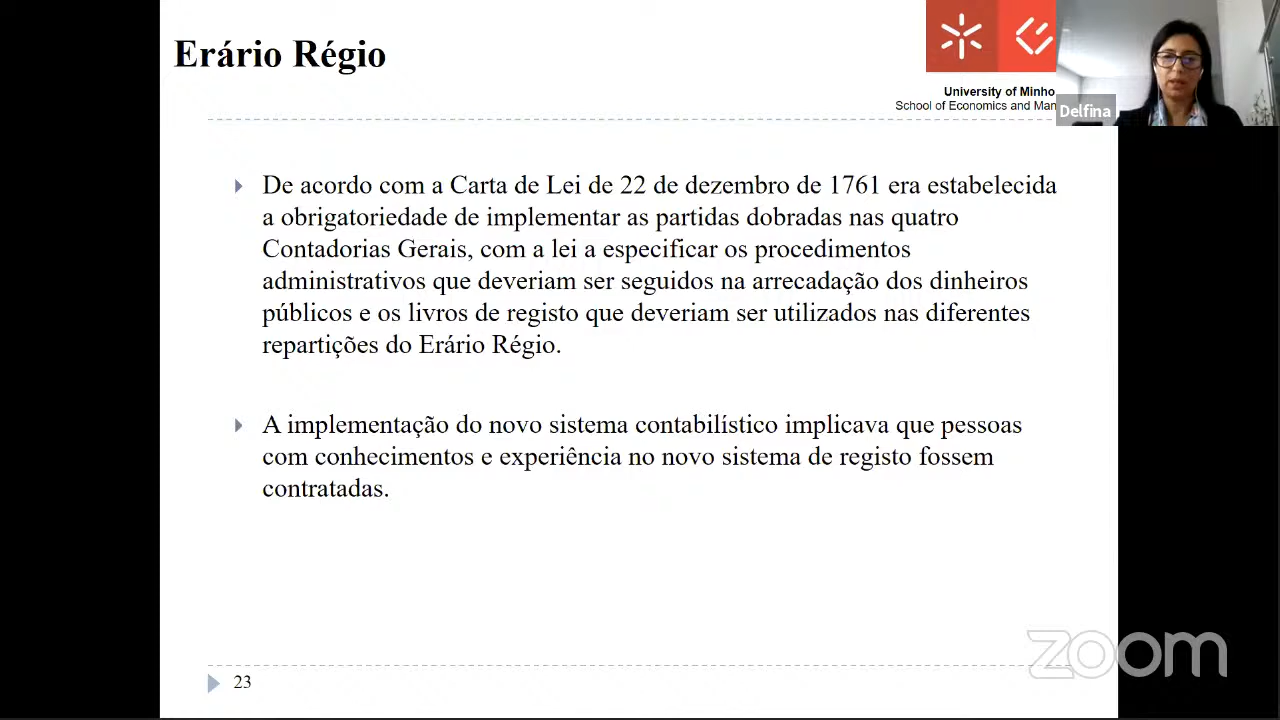 Erário Régio
University of Minho
School of Economics and Man
Delfina
De acordo com a Carta de Lei de 22 de dezembro de 1761 era estabelecida
a obrigatoriedade de implementar as partidas dobradas nas quatro
Contadorias Gerais, com a lei a especificar os procedimentos
administrativos que deveriam ser seguidos na arrecadação dos dinheiros
públicos e os livros de registo que deveriam ser utilizados nas diferentes
repartições do Erário Régio.
A implementação do novo sistema contabilístico implicava que pessoas
com conhecimentos e experiência no novo sistema de registo fossem
contratadas.
zoom
23